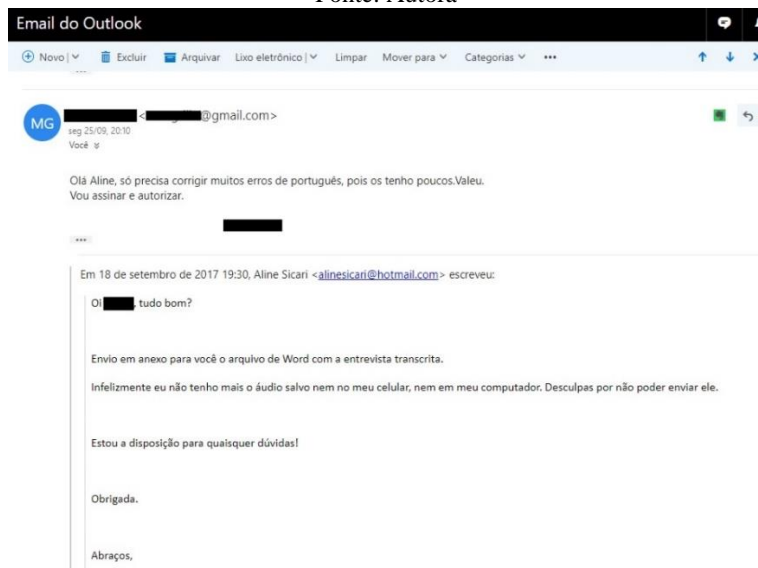 Fonte: Autora
Email do Outlook
Novo Excluir Arquivar Lixo eletrônico Limpar Mover para Categorias
MG
< @gmail.com>
seg 25/09, 20:10
Você
Olá Aline, só precisa corrigir muitos erros de português, pois os tenho poucos.Valeu.
Vou assinar e autorizar.
Em 18 de setembro de 2017 19:30, Aline Sicari <alinesicari@hotmail.com> escreveu:
Oi , tudo bom?
Envio em anexo para você o arquivo de Word com a entrevista transcrita.
Infelizmente eu não tenho mais o áudio salvo nem no meu celular, nem em meu computador. Desculpas por não poder enviar ele.
Estou a disposição para quaisquer dúvidas!
Obrigada.
Abraços,